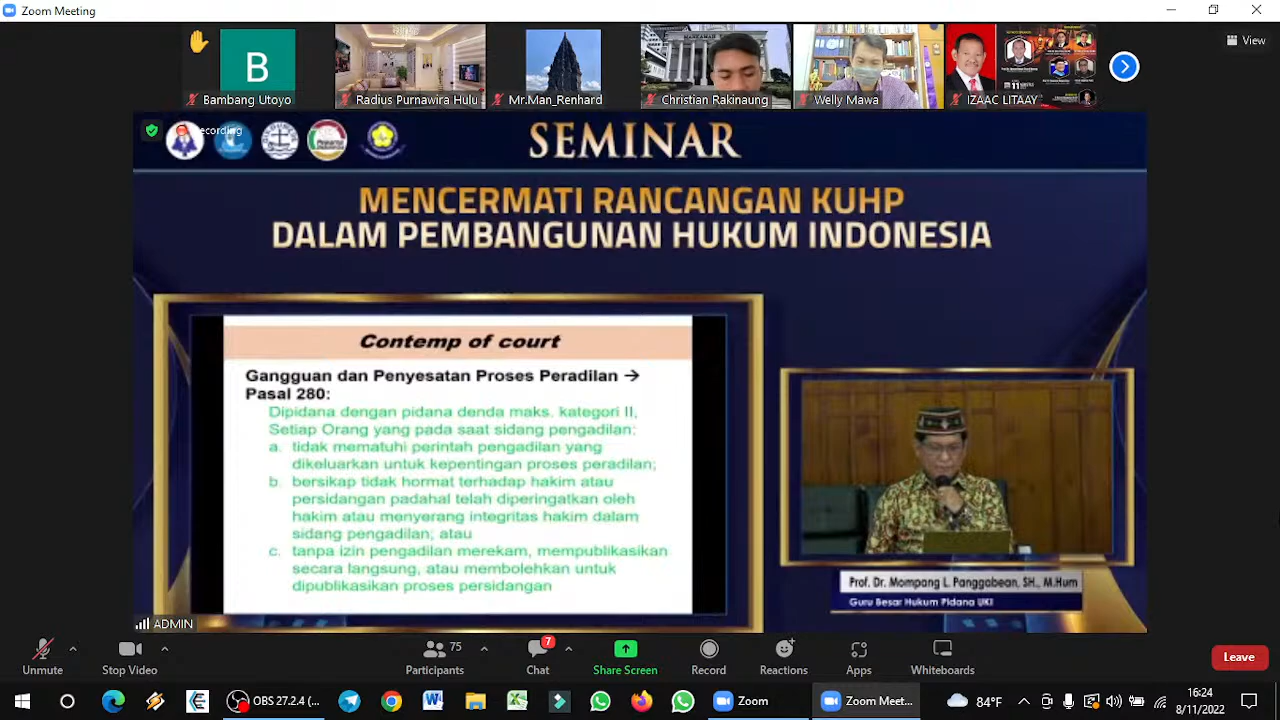 Zoom Meeting
View
B
Bambang Utoyo
Radius Purnawira Hulu
Mr.Man_Renhard
Christian Rakinaung
Welly Mawa
IZAAC LITAAY
Recording
SEMINAR
MENCERMATI RANCANGAN KUHP
DALAM PEMBANGUNAN HUKUM INDONESIA
Contemp of court
Gangguan dan Penyesatan Proses Peradilan →
Pasal 280:
Dipidana dengan pidana denda maks. kategori II,
Setiap Orang yang pada saat sidang pengadilan:
a. tidak mematuhi perintah pengadilan yang
dikeluarkan untuk kepentingan proses peradilan;
b. bersikap tidak hormat terhadap hakim atau
persidangan padahal telah diperingatkan oleh
hakim atau menyerang integritas hakim dalam
sidang pengadilan; atau
c. tanpa izin pengadilan merekam, mempublikasikan
secara langsung, atau membolehkan untuk
dipublikasikan proses persidangan
Prof. Dr. Mompang L. Panggabean, SH., M.Hum
Guru Besar Hukum Pidana UKI
ADMIN
Unmute
Stop Video
Participants
75
Chat
7
Share Screen
Record
Reactions
Apps
Whiteboards
Leave
OBS 27.2.4 (...
Zoom
Zoom Meet...
84°F
16:24
8/11/2022